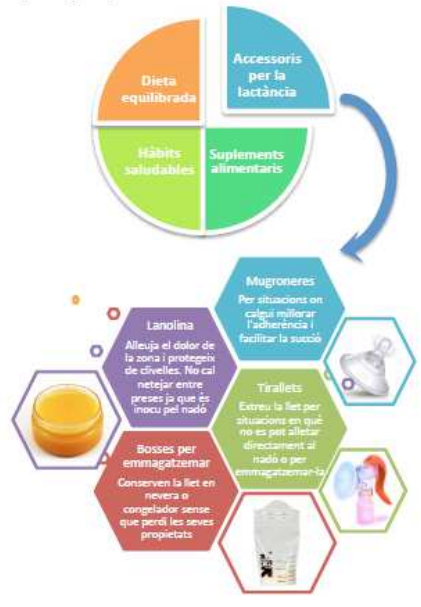 Dieta
equilibrada
Accessoris
per la
lactància
Hàbits
saludables
Suplements
alimentaris
Mugroneres
Per situacions on
calgui millorar
l'adherència i
facilitar la succió
Lanolina
Alleuja el dolor de
la zona i protegeix
de clivelles. No cal
netejar entre
preses ja que és
inocu pel nadó
Tirallets
Extreu la llet per
situacions en què
no es pot alletar
directament al
nadó o per
emmagatzemar-la
Bosses per
emmagatzemar
Conserven la llet en
nevera o
congelador sense
que perdi les seves
propietats